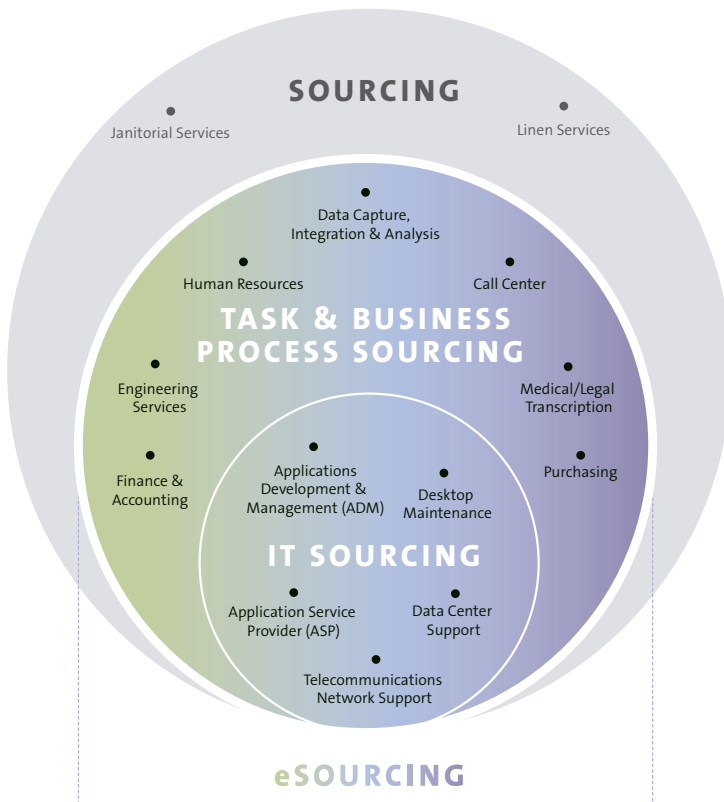 SOURCING
Janitorial Services
Linen Services
Data Capture,
Integration & Analysis
Human Resources
Call Center
TASK & BUSINESS
PROCESS SOURCING
Engineering
Services
Medical/Legal
Transcription
Finance &
Accounting
Purchasing
Applications
Development &
Management (ADM)
Desktop
Maintenance
IT SOURCING
Application Service
Provider (ASP)
Data Center
Support
Telecommunications
Network Support
eSOURCING